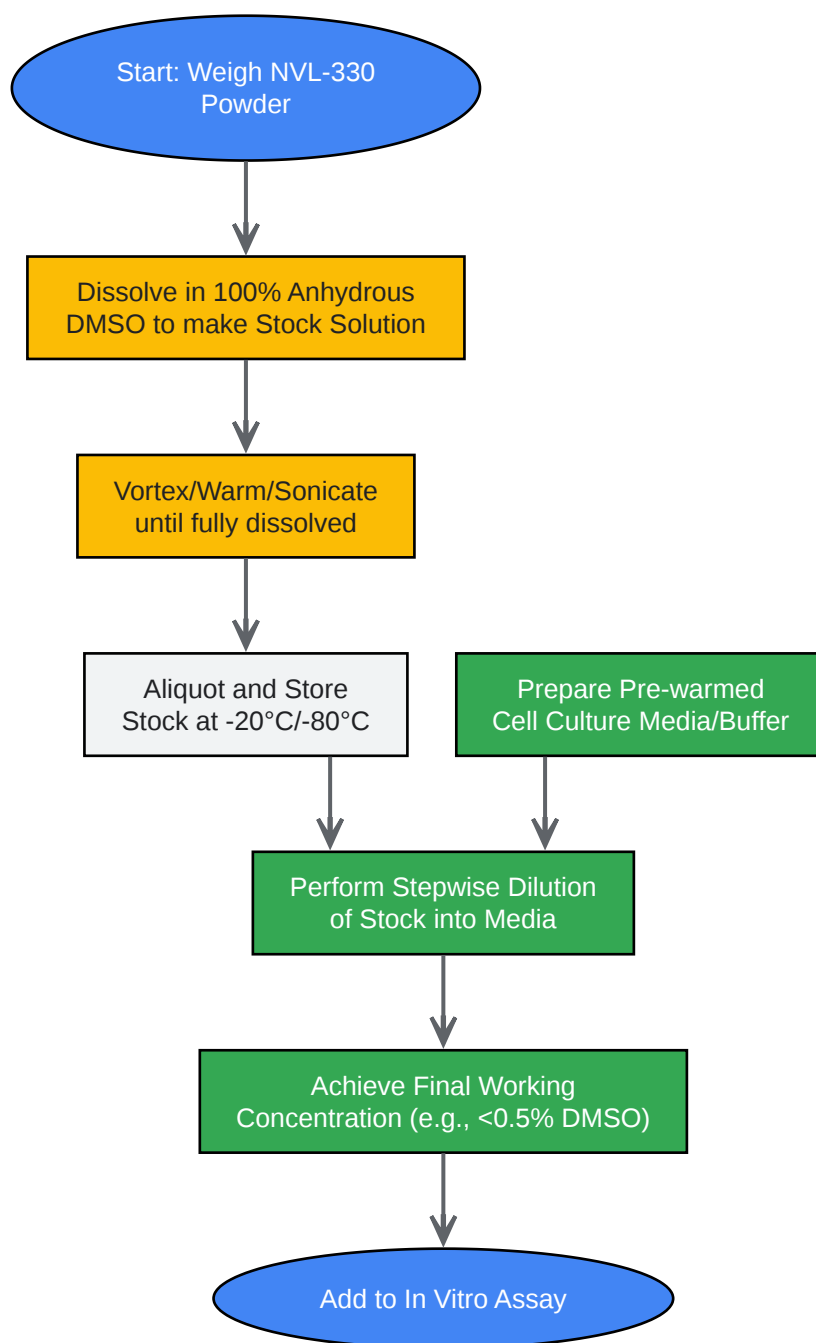 Start: Weigh NVL-330
Powder
Dissolve in 100% Anhydrous
DMSO to make Stock Solution
Vortex/Warm/Sonicate
until fully dissolved
Aliquot and Store
Stock at -20°C/-80°C
Prepare Pre-warmed
Cell Culture Media/Buffer
Perform Stepwise Dilution
of Stock into Media
Achieve Final Working
Concentration (e.g., <0.5% DMSO)
Add to In Vitro Assay